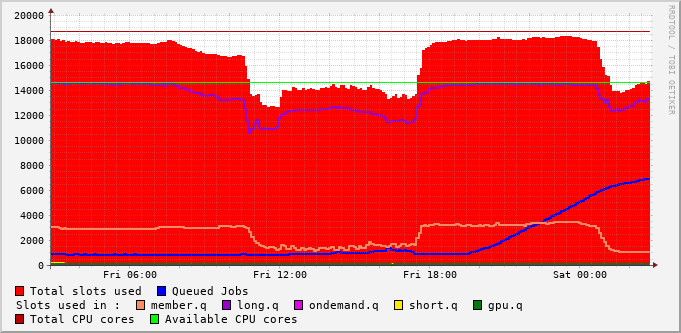 20000
18000
16000
14000
12000
10000
8000
6000
4000
2000
0
Fri 06:00 Fri 12:00 Fri 18:00 Sat 00:00
RRDTOOL / TOBI OETIKER
Total slots used Queued Jobs
Slots used in : member.q long.q ondemand.q short.q gpu.q
Total CPU cores Available CPU cores